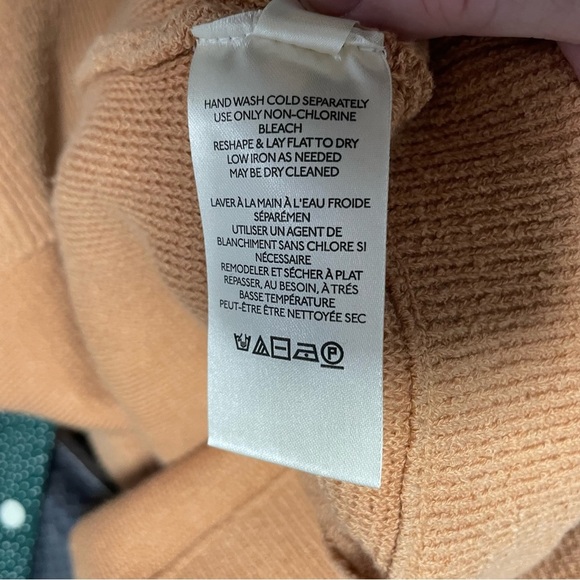 HAND WASH COLD SEPARATELY
USE ONLY NON-CHLORINE
BLEACH
RESHAPE & LAY FLAT TO DRY
LOW IRON AS NEEDED
MAY BE DRY CLEANED
LAVER À LA MAIN À L'EAU FROIDE
SÉPARÉMEN
UTILISER UN AGENT DE
BLANCHIMENT SANS CHLORE SI
NÉCESSAIRE
REMODELER ET SÉCHER À PLAT
REPASSER, AU BESOIN, À TRÉS
BASSE TEMPÉRATURE
PEUT-ÊTRE ÊTRE NETTOYÉE SEC
P